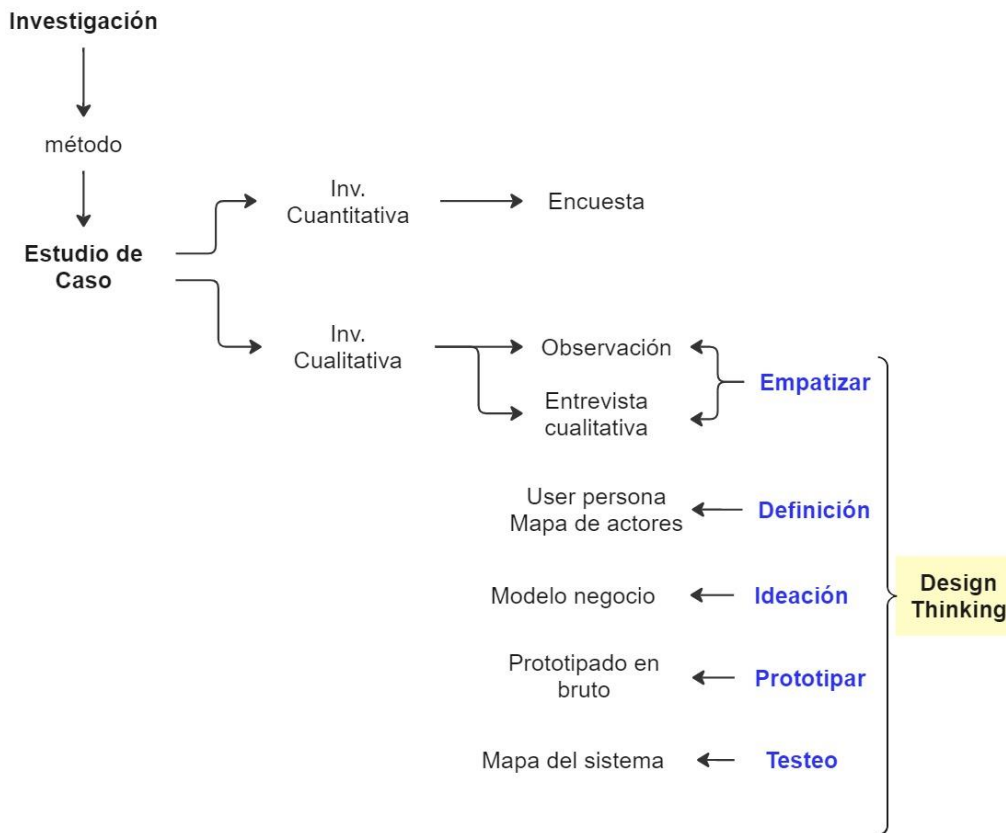 Investigación
método
Estudio de
Caso
Inv.
Cuantitativa
Encuesta
Inv.
Cualitativa
Observación
Entrevista
cualitativa
Empatizar
User persona
Mapa de actores
Definición
Modelo negocio
Ideación
Prototipado en
bruto
Prototipar
Mapa del sistema
Testeo
Design
Thinking